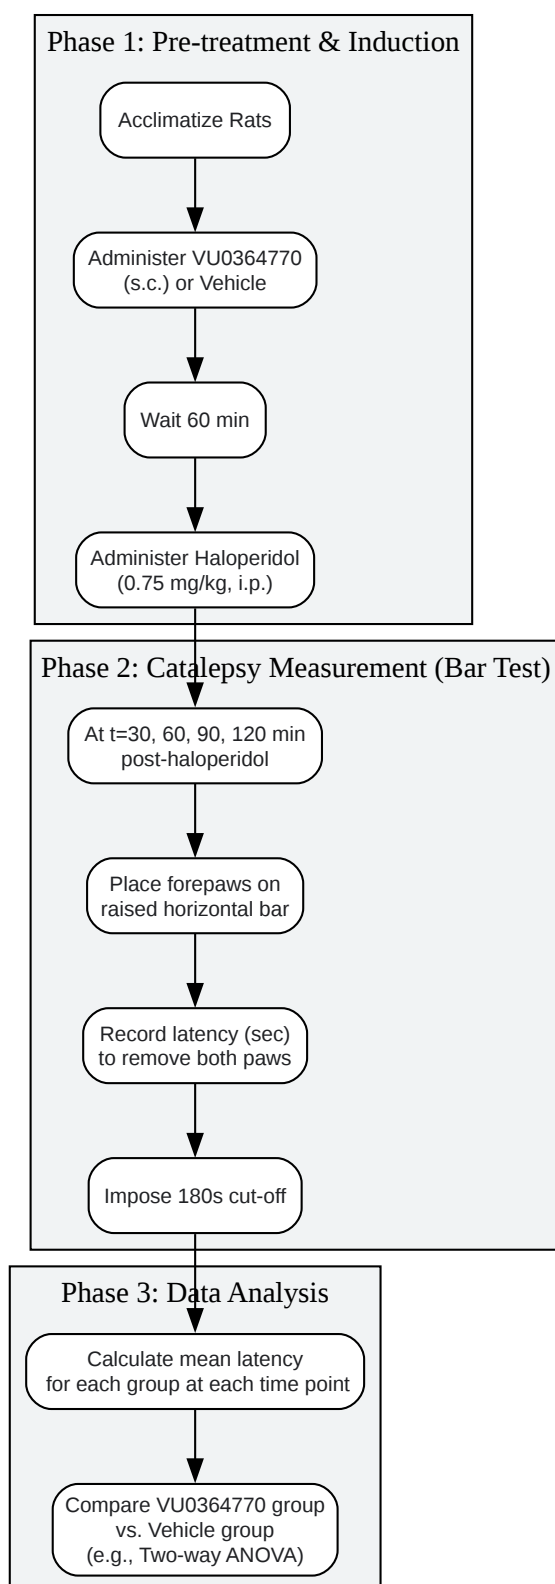 Phase 1: Pre-treatment & Induction
Acclimatize Rats
Administer VU0364770
(s.c.) or Vehicle
Wait 60 min
Administer Haloperidol
(0.75 mg/kg, i.p.)
Phase 2: Catalepsy Measurement (Bar Test)
At t=30, 60, 90, 120 min
post-haloperidol
Place forepaws on
raised horizontal bar
Record latency (sec)
to remove both paws
Impose 180s cut-off
Phase 3: Data Analysis
Calculate mean latency
for each group at each time point
Compare VU0364770 group
vs. Vehicle group
(e.g., Two-way ANOVA)